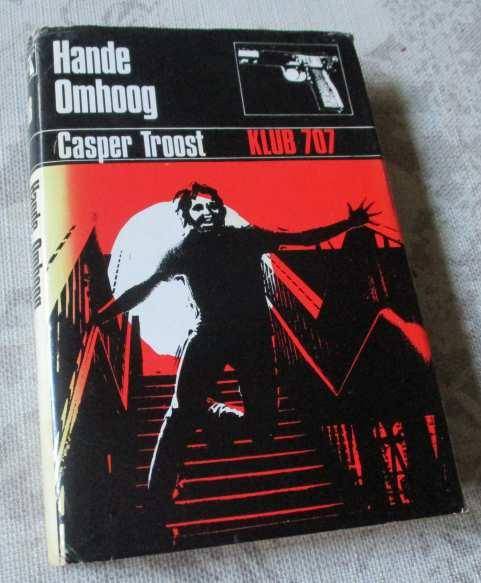 Hande
Omhoog
Casper Troost KLUB 707
Hande Omhoog